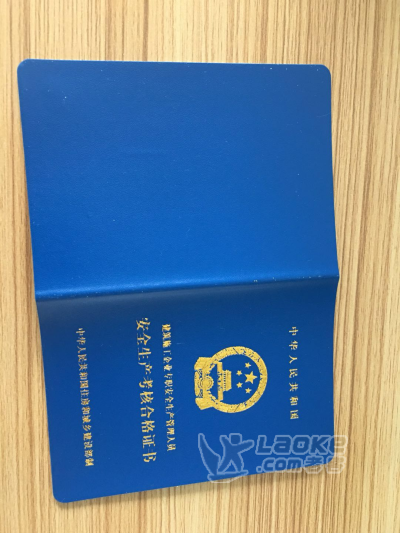 中华人民共和国
建筑施工企业专职安全生产管理人员
安全生产考核合格证书
中华人民共和国住房和城乡建设部制
LAOKE
.com